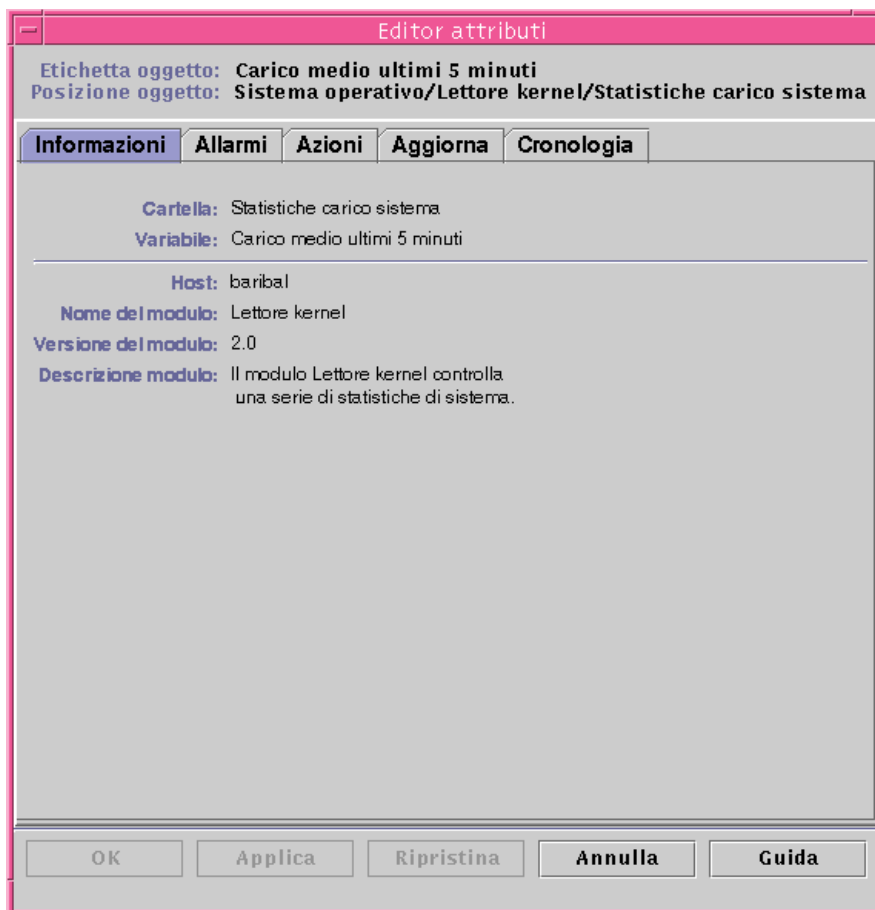 Editor attributi
Etichetta oggetto: Carico medio ultimi 5 minuti
Posizione oggetto: Sistema operativo/Lettore kernel/Statistiche carico sistema
Informazioni Allarmi Azioni Aggiorna Cronologia
Cartella: Statistiche carico sistema
Variabile: Carico medio ultimi 5 minuti
Host: baribal
Nome del modulo: Lettore kernel
Versione del modulo: 2.0
Descrizione modulo: Il modulo Lettore kernel controlla
una serie di statistiche di sistema.
OK Applica Ripristina Annulla Guida